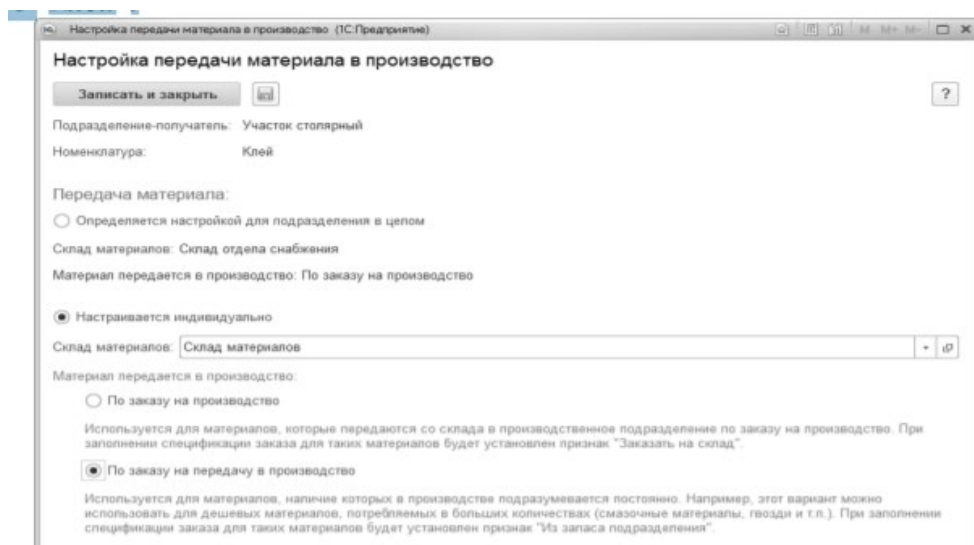 Настройка передачи материала в производство (1С:Предприятие)
M M+ M-
Настройка передачи материала в производство
Записать и закрыть
?
Подразделение-получатель: Участок столярный
Номенклатура: Клей
Передача материала:
Определяется настройкой для подразделения в целом
Склад материалов: Склад отдела снабжения
Материал передается в производство: По заказу на производство
Настраивается индивидуально
Склад материалов: Склад материалов
Материал передается в производство:
По заказу на производство
Используется для материалов, которые передаются со склада в производственное подразделение по заказу на производство. При
заполнении спецификации заказа для таких материалов будет установлен признак "Заказать на склад".
По заказу на передачу в производство
Используется для материалов, наличие которых в производстве подразумевается постоянно. Например, этот вариант можно
использовать для дешевых материалов, потребляемых в больших количествах (смазочные материалы, гвозди и т.п.). При заполнении
спецификации заказа для таких материалов будет установлен признак "Из запаса подразделения".